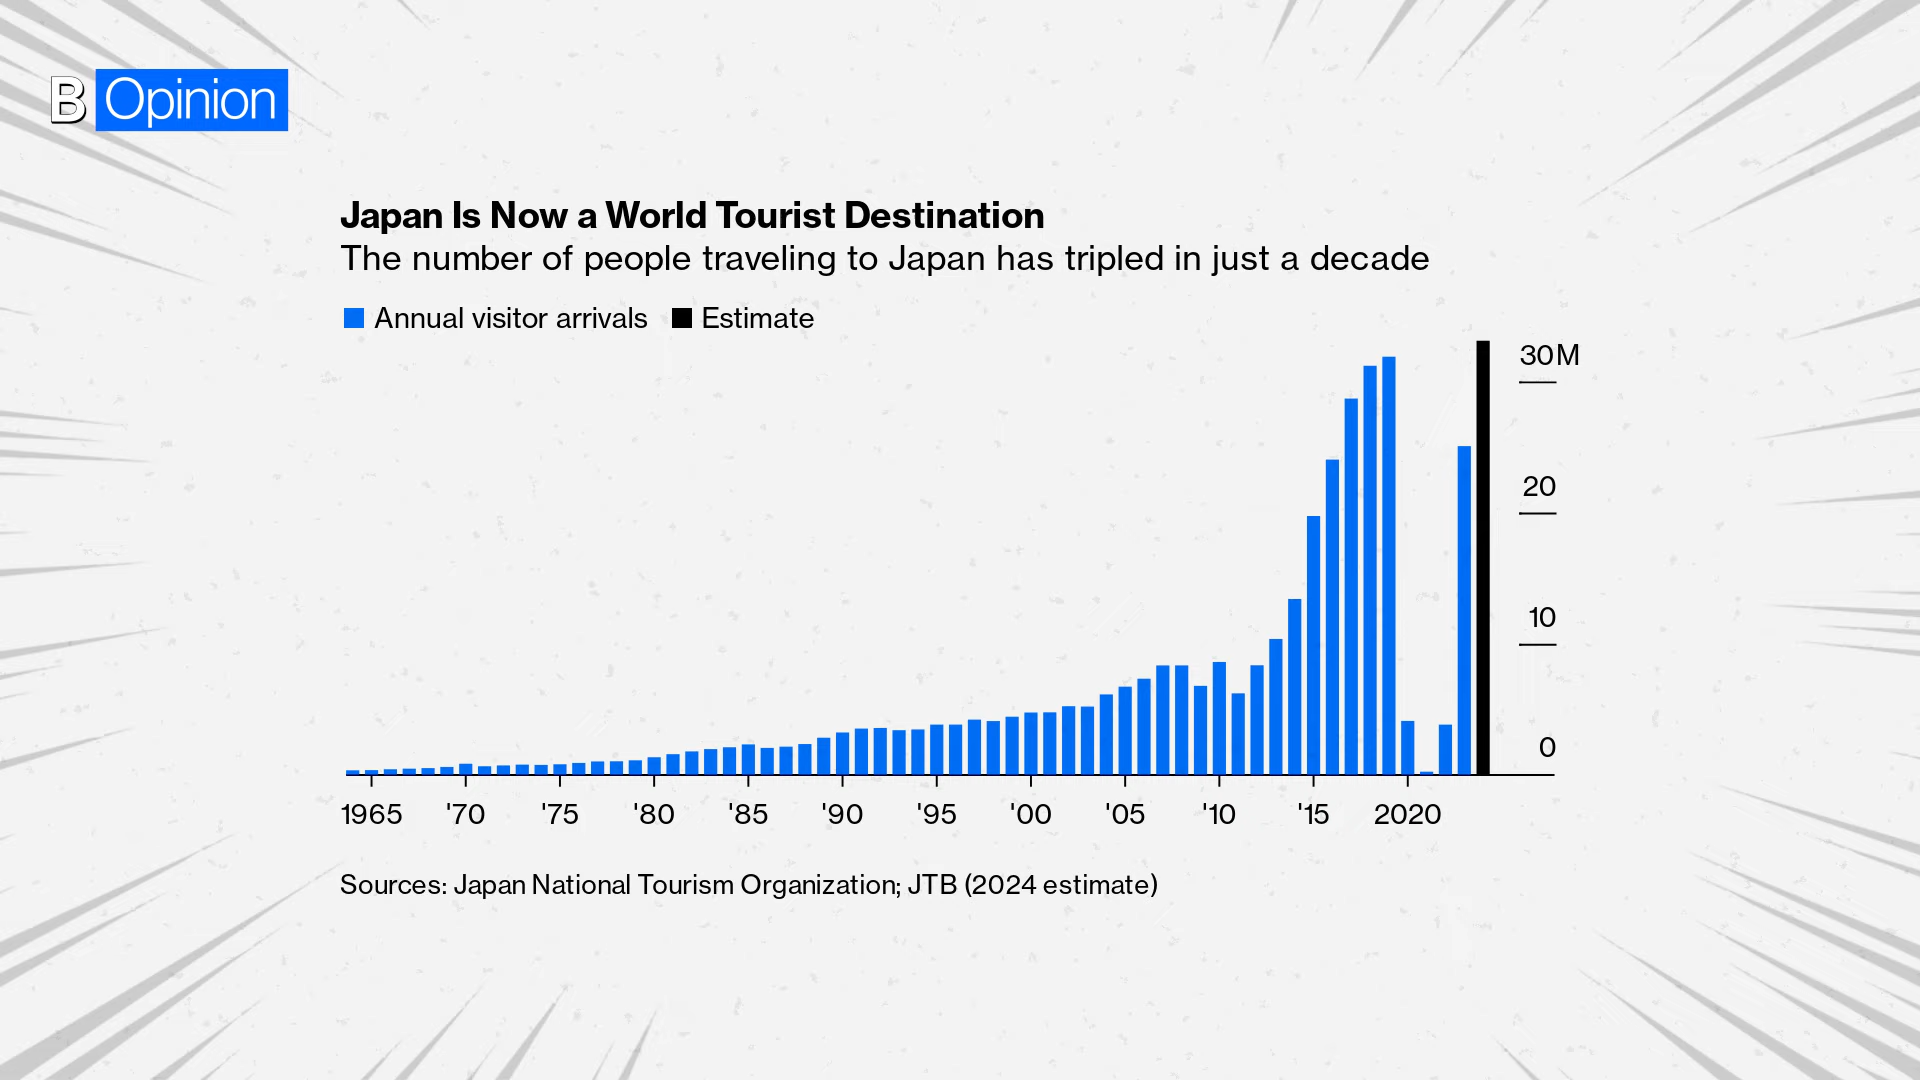 B Opinion
Japan Is Now a World Tourist Destination
The number of people traveling to Japan has tripled in just a decade
Annual visitor arrivals Estimate
30M
20
10
0
1965 '70 '75 '80 '85 '90 '95 '00 '05 '10 '15 2020
Sources: Japan National Tourism Organization; JTB (2024 estimate)